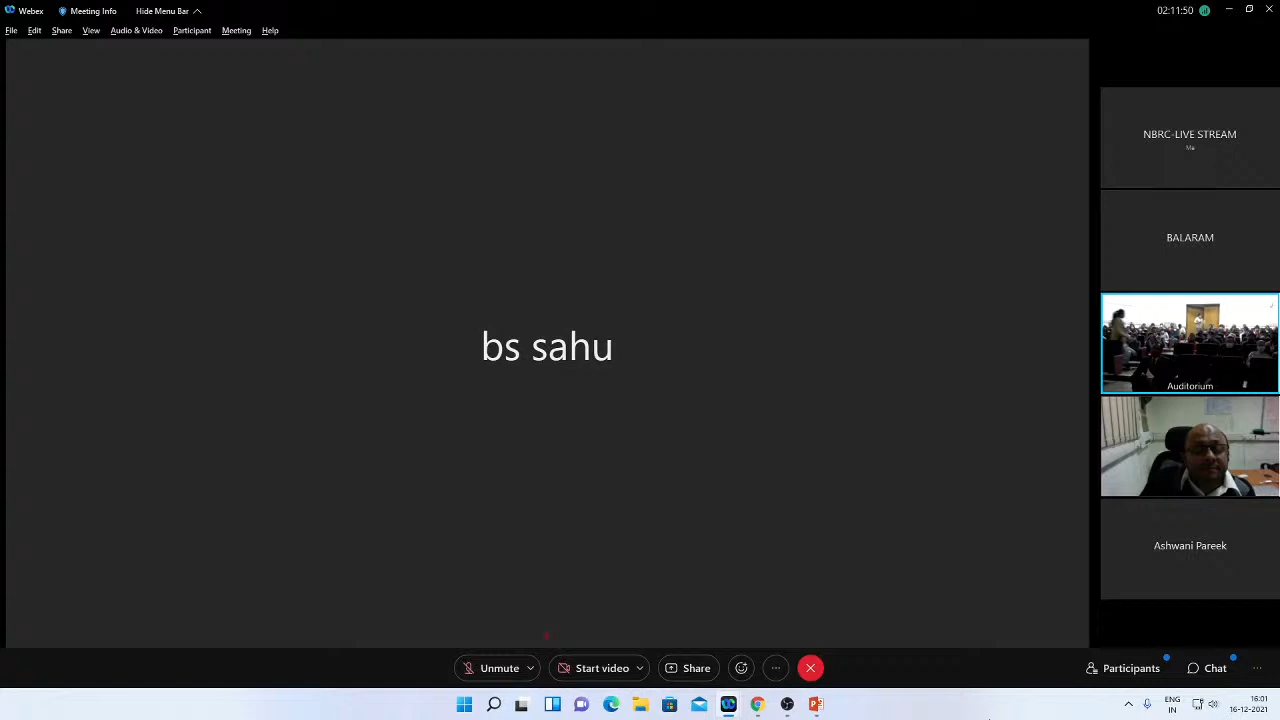 Webex Meeting Info Hide Menu Bar 02:11:50
File Edit Share View Audio & Video Participant Meeting Help
NBRC-LIVE STREAM
Me
BALARAM
bs sahu
Auditorium
Ashwani Pareek
Unmute Start video Share Participants Chat
ENG 16:01
IN 16-12-2021